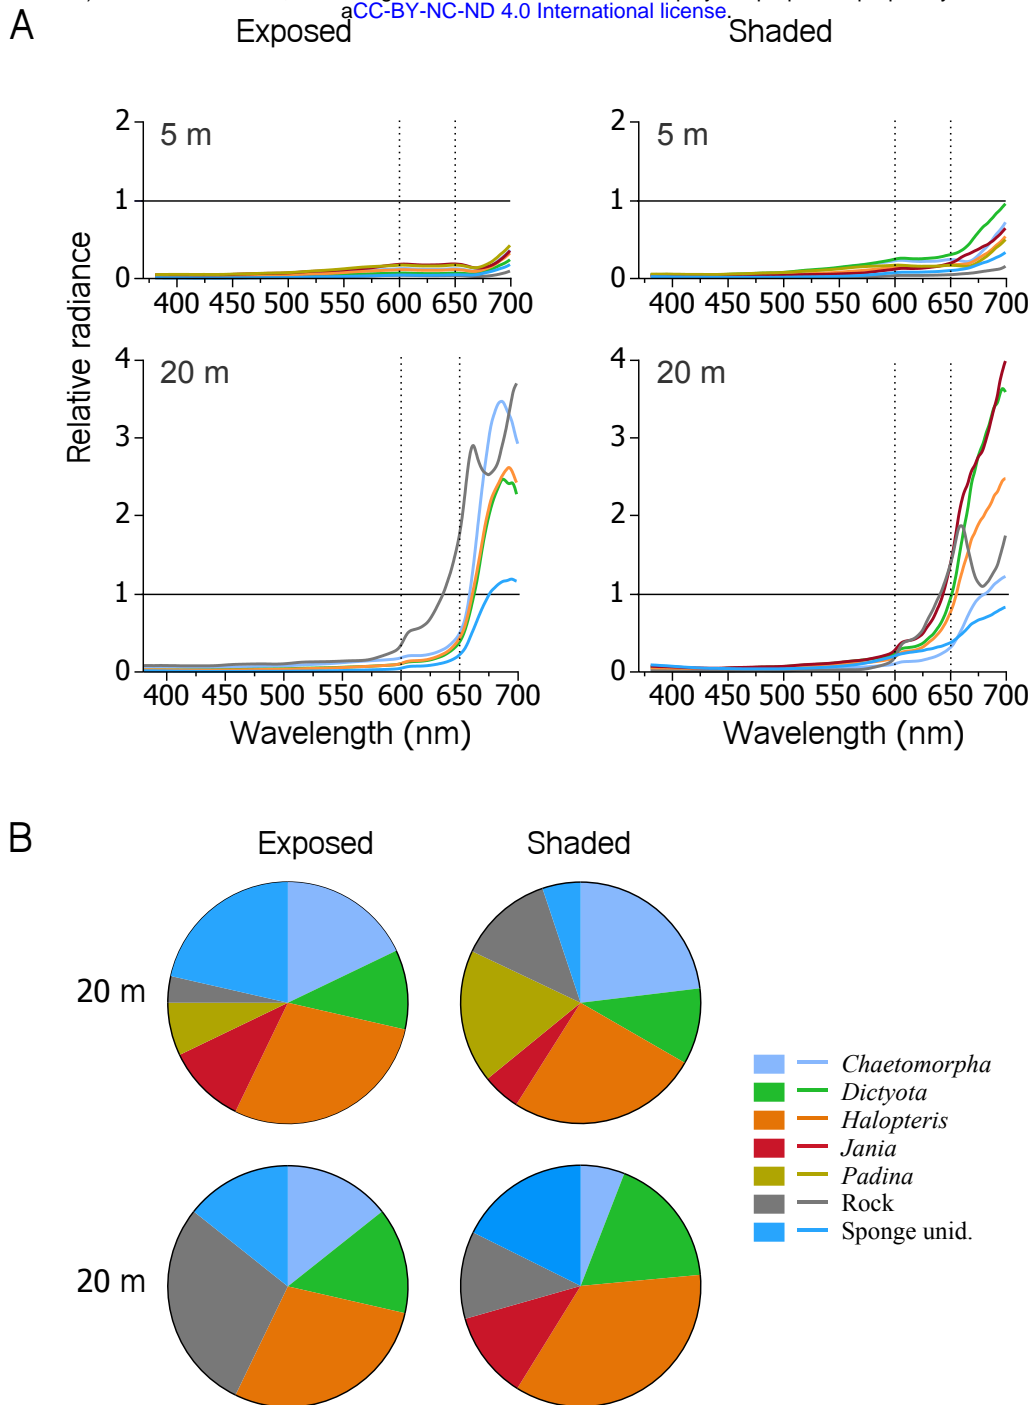 aCC-BY-NC-ND 4.0 International license.
A
Exposed Shaded
5 m 5 m
2 2
1 1
0 0
400 450 500 550 600 650 700 400 450 500 550 600 650 700
Relative radiance
20 m 20 m
4 4
3 3
2 2
1 1
0 0
400 450 500 550 600 650 700 400 450 500 550 600 650 700
Wavelength (nm) Wavelength (nm)
B
Exposed Shaded
20 m
20 m
Chaetomorpha
Dictyota
Halopteris
Jania
Padina
Rock
Sponge unid.